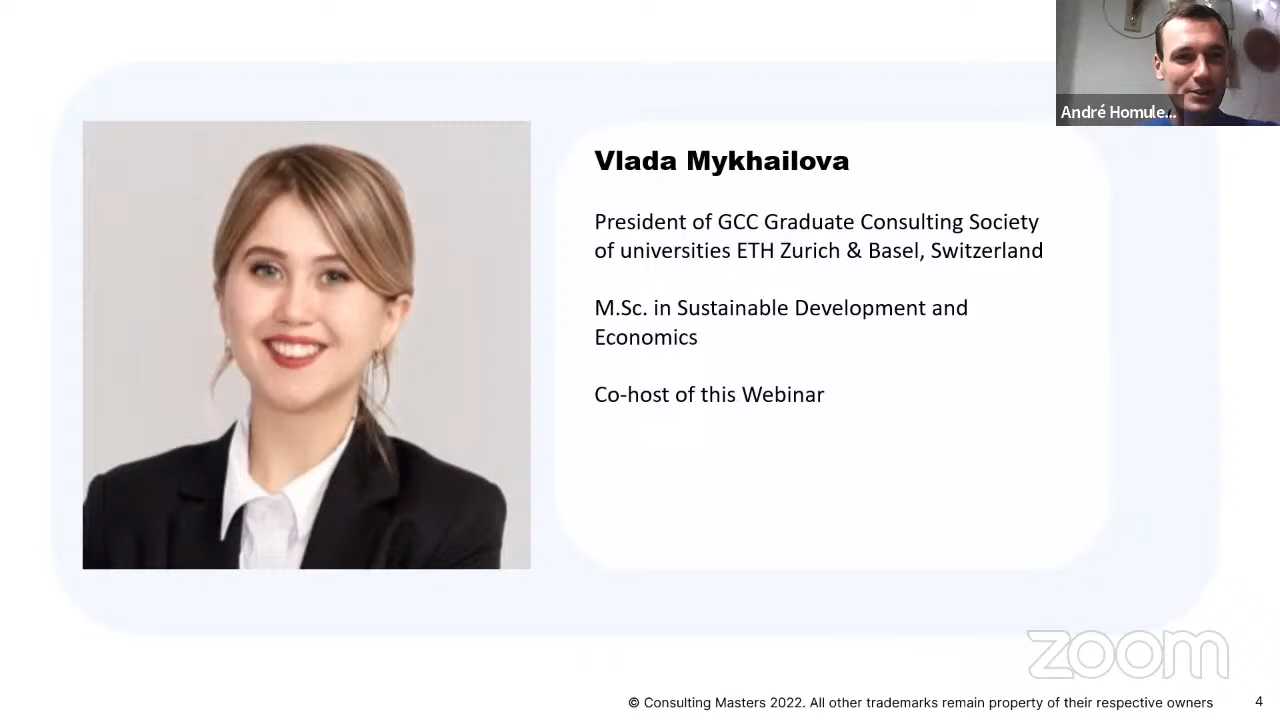 André Homule...
Vlada Mykhailova
President of GCC Graduate Consulting Society
of universities ETH Zurich & Basel, Switzerland
M.Sc. in Sustainable Development and
Economics
Co-host of this Webinar
zoom
© Consulting Masters 2022. All other trademarks remain property of their respective owners
4